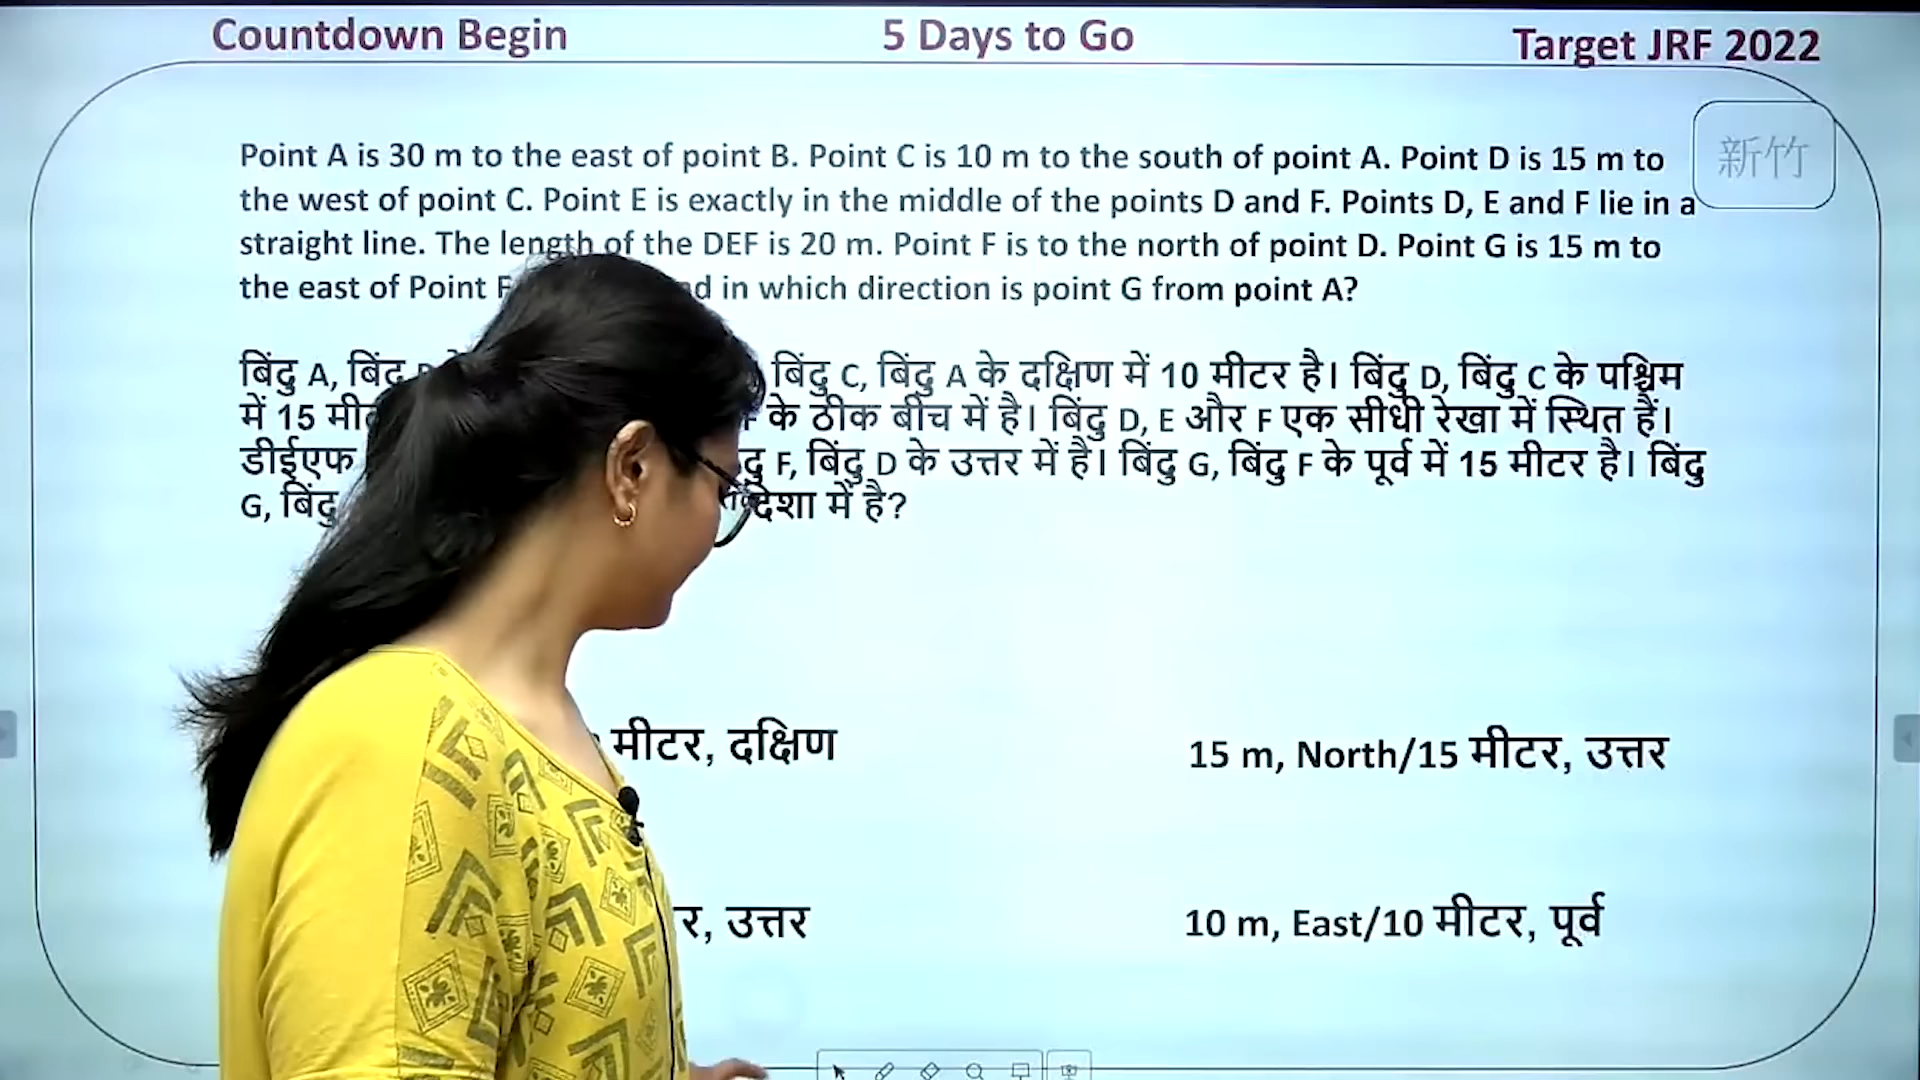 Countdown Begin
5 Days to Go
Target JRF 2022
新竹
Point A is 30 m to the east of point B. Point C is 10 m to the south of point A. Point D is 15 m to
the west of point C. Point E is exactly in the middle of the points D and F. Points D, E and F lie in a
straight line. The length of the DEF is 20 m. Point F is to the north of point D. Point G is 15 m to
the east of Point in which direction is point G from point A?
बिंदु A, बिंदु बिंदु C, बिंदु A के दक्षिण में 10 मीटर है। बिंदु D, बिंदु C के पश्चिम
में 15 के ठीक बीच में है। बिंदु D, E और F एक सीधी रेखा में स्थित हैं।
डीईएफ F, बिंदु D के उत्तर में है। बिंदु G, बिंदु F के पूर्व में 15 मीटर है। बिंदु
G, बिंदु में है?
मीटर, दक्षिण
15 m, North/15 मीटर, उत्तर
उत्तर
10 m, East/10 मीटर, पूर्व